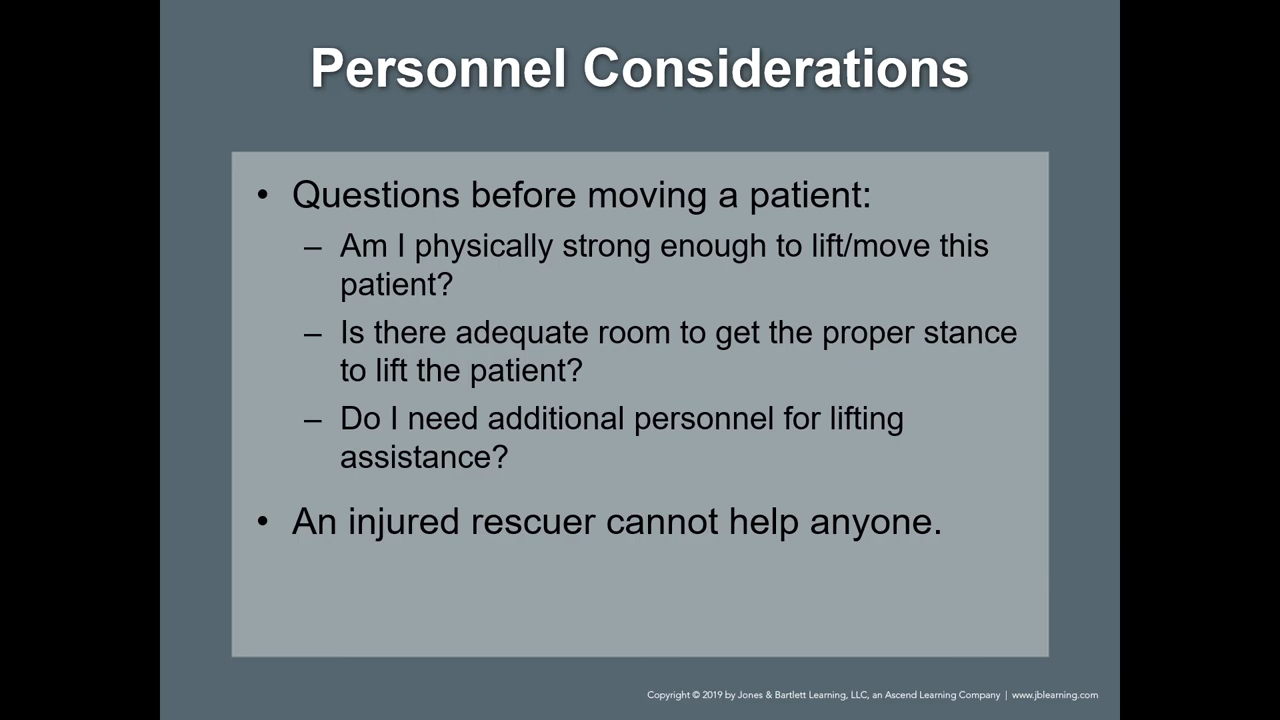 Personnel Considerations
• Questions before moving a patient:
– Am I physically strong enough to lift/move this
patient?
– Is there adequate room to get the proper stance
to lift the patient?
– Do I need additional personnel for lifting
assistance?
• An injured rescuer cannot help anyone.
Copyright © 2019 by Jones & Bartlett Learning, LLC, an Ascend Learning Company | www.jblearning.com